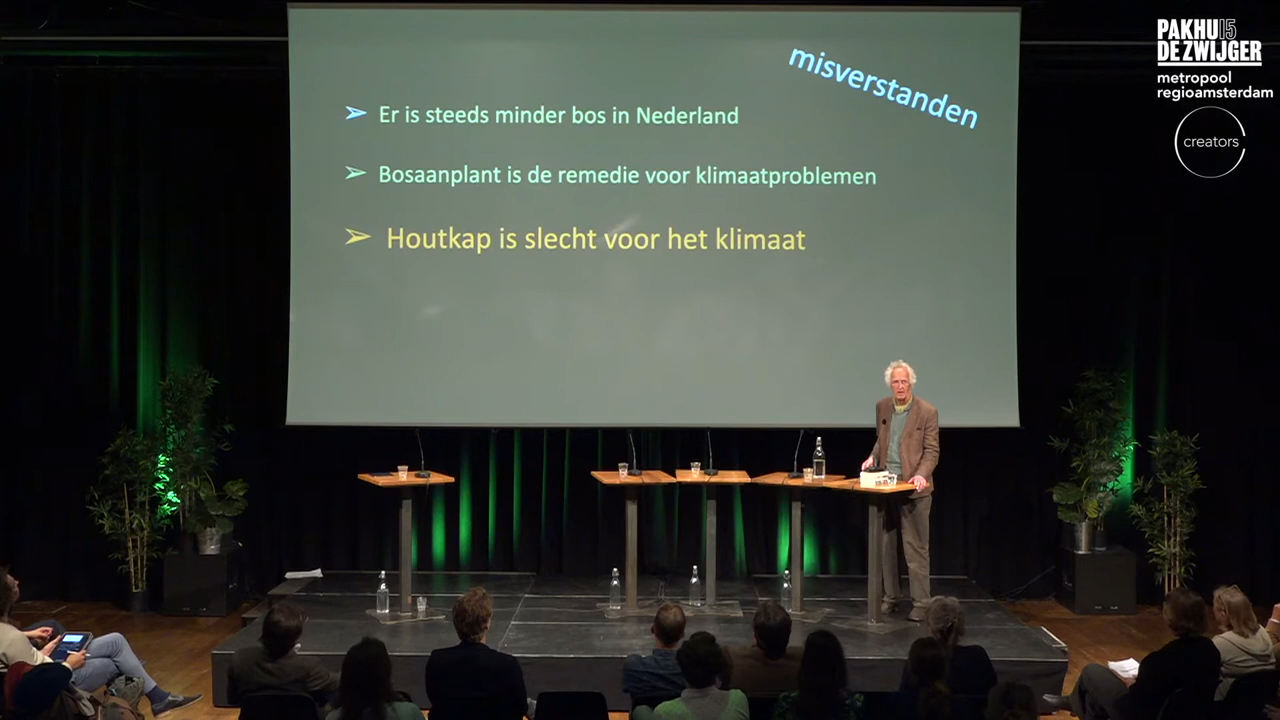 misverstanden
➢ Er is steeds minder bos in Nederland
➢ Bosaanplant is de remedie voor klimaatproblemen
➢ Houtkap is slecht voor het klimaat
PAKHUIS
DE ZWIJGER
metropool
regioamsterdam
creators